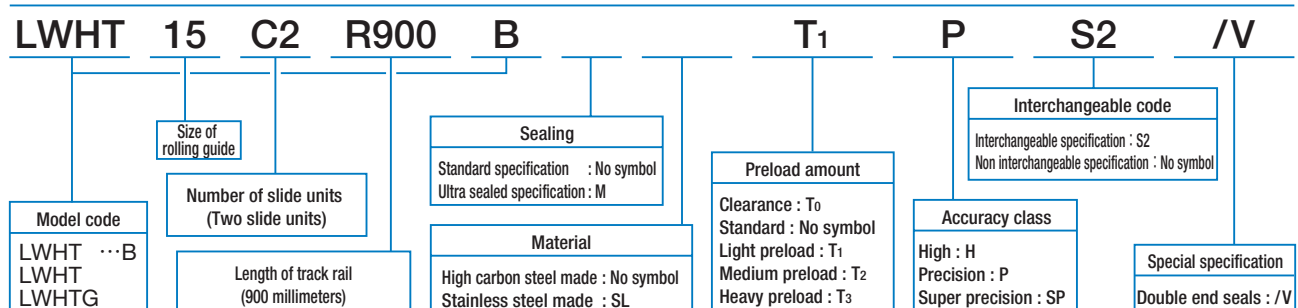 LWHT 15 C2 R900 B T1 P S2 /V
Size of
rolling guide
Number of slide units
(Two slide units)
Model code
LWHT …B
LWHT
LWHTG
Length of track rail
(900 millimeters)
Sealing
Standard specification : No symbol
Ultra sealed specification : M
Material
High carbon steel made : No symbol
Stainless steel made : SL
Preload amount
Clearance : T0
Standard : No symbol
Light preload : T1
Medium preload : T2
Heavy preload : T3
Interchangeable code
Interchangeable specification : S2
Non interchangeable specification : No symbol
Accuracy class
High : H
Precision : P
Super precision : SP
Special specification
Double end seals : /V